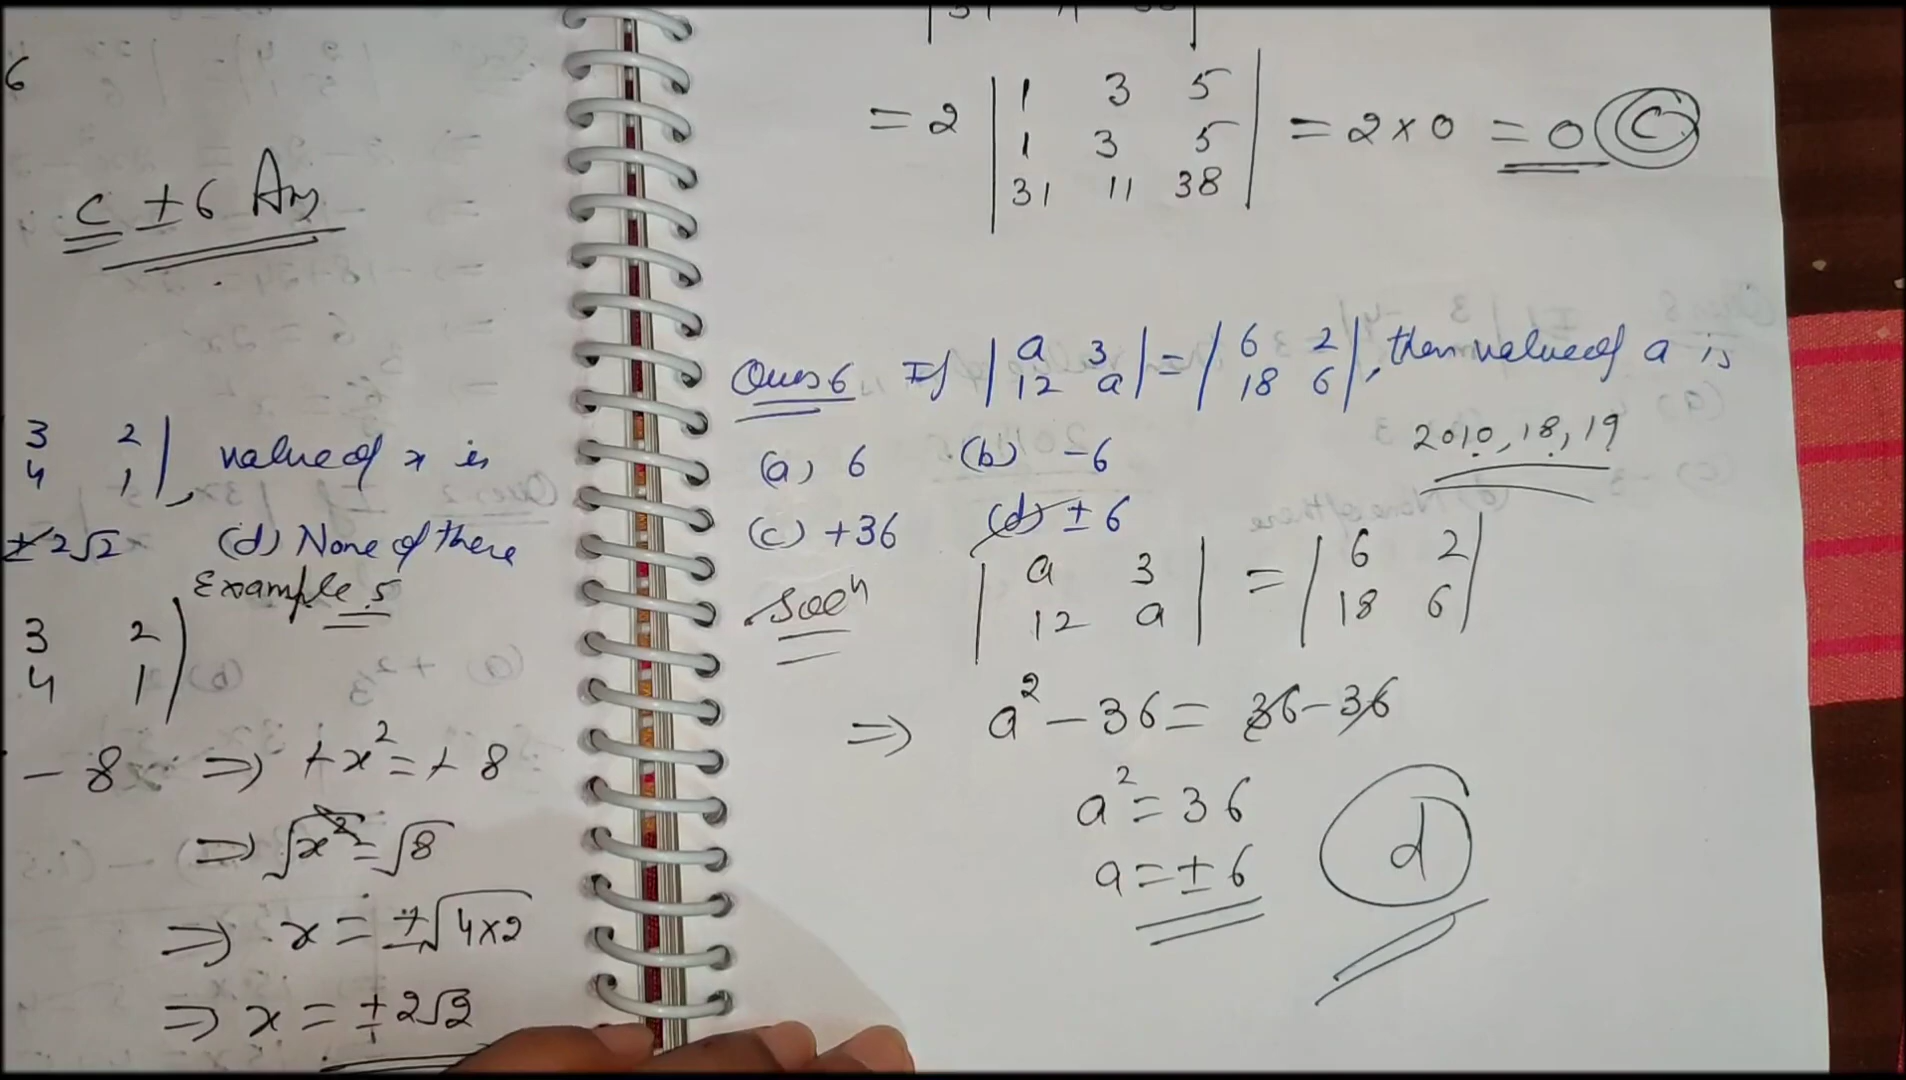 6
c ±6 Ans
3 2
4 1 |, value of x is
± 2√2 (d) None of there
Example 5
3 2
4 1 |
- 8 ⇒ +x² = + 8
⇒ √x² = √8
⇒ x = ±√4×2
⇒ x = ±2√2
= 2 | 1 3 5 | = 2×0 = 0 (C)
1 3 5
31 11 38
Ques 6 If | a 3 | = | 6 2 |, then value of a is
12 a 18 6
2010, 18, 19
(a) 6 (b) -6
(c) +36 (d) ±6
Soln | a 3 | = | 6 2 |
12 a 18 6
⇒ a² - 36 = 36 - 36
a² = 36
a = ±6 d